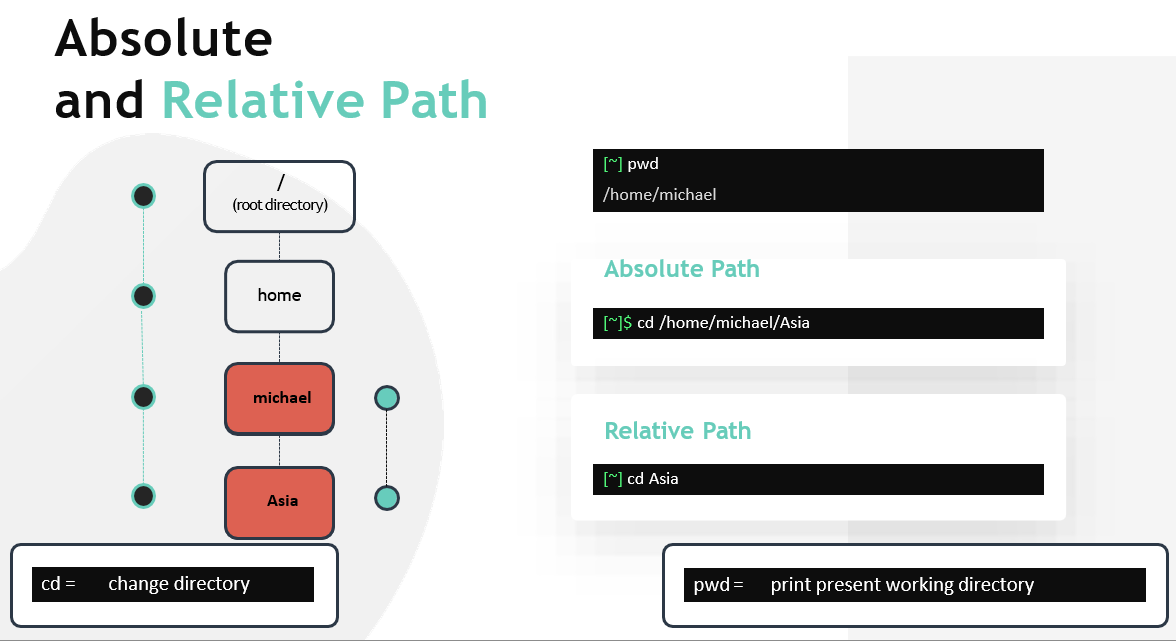 Absolute
and Relative Path
/
(root directory)
home
michael
Asia
[~] pwd
/home/michael
Absolute Path
[~]$ cd /home/michael/Asia
Relative Path
[~] cd Asia
cd = change directory
pwd = print present working directory